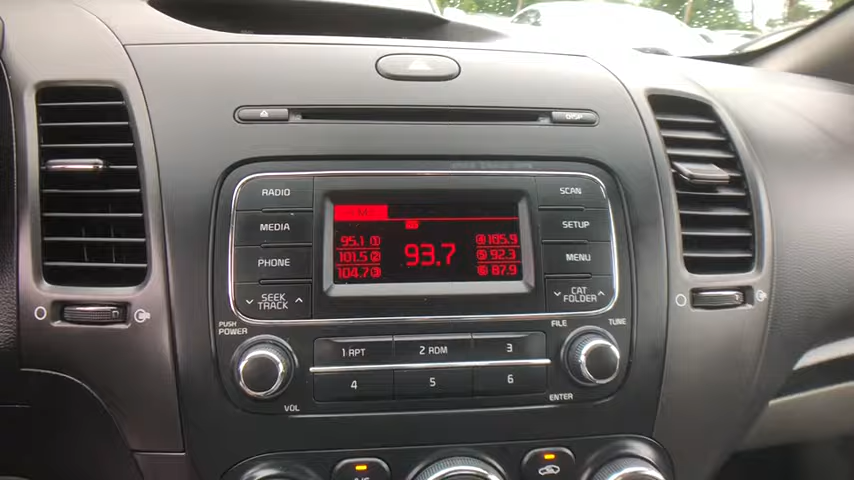 DISP
RADIO
MEDIA
PHONE
SEEK
TRACK
SCAN
SETUP
MENU
CAT
FOLDER
95.1 1
101.5 2
104.7 3
93.7
4 105.9
5 92.3
6 87.9
PUSH
POWER
VOL
1 RPT
2 RDM
3
4
5
6
FILE
TUNE
ENTER